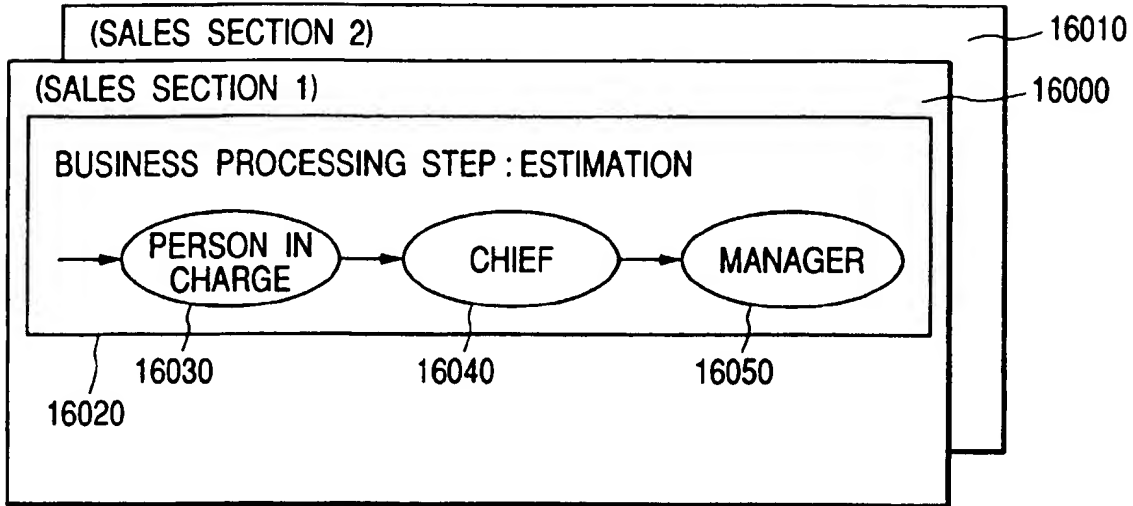 (SALES SECTION 2)
16010
(SALES SECTION 1)
16000
BUSINESS PROCESSING STEP : ESTIMATION
PERSON IN
CHARGE
CHIEF
MANAGER
16030
16040
16050
16020